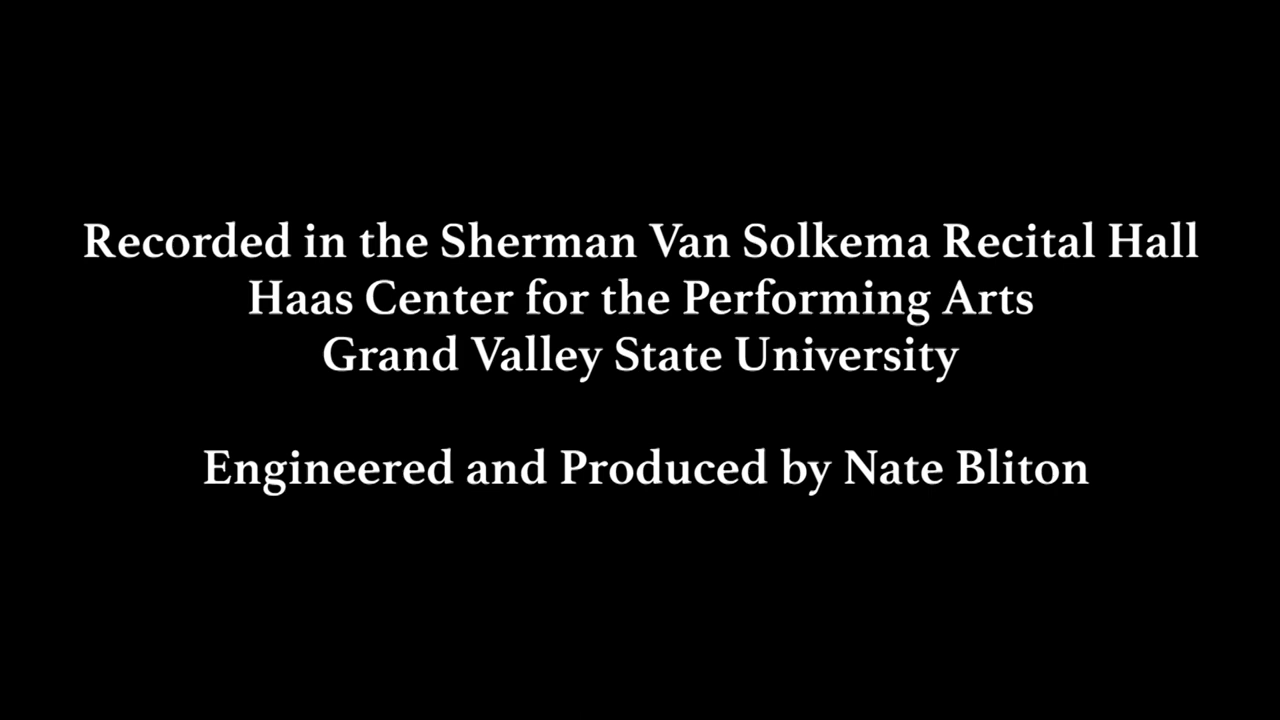 Recorded in the Sherman Van Solkema Recital Hall
Haas Center for the Performing Arts
Grand Valley State University
Engineered and Produced by Nate Bliton